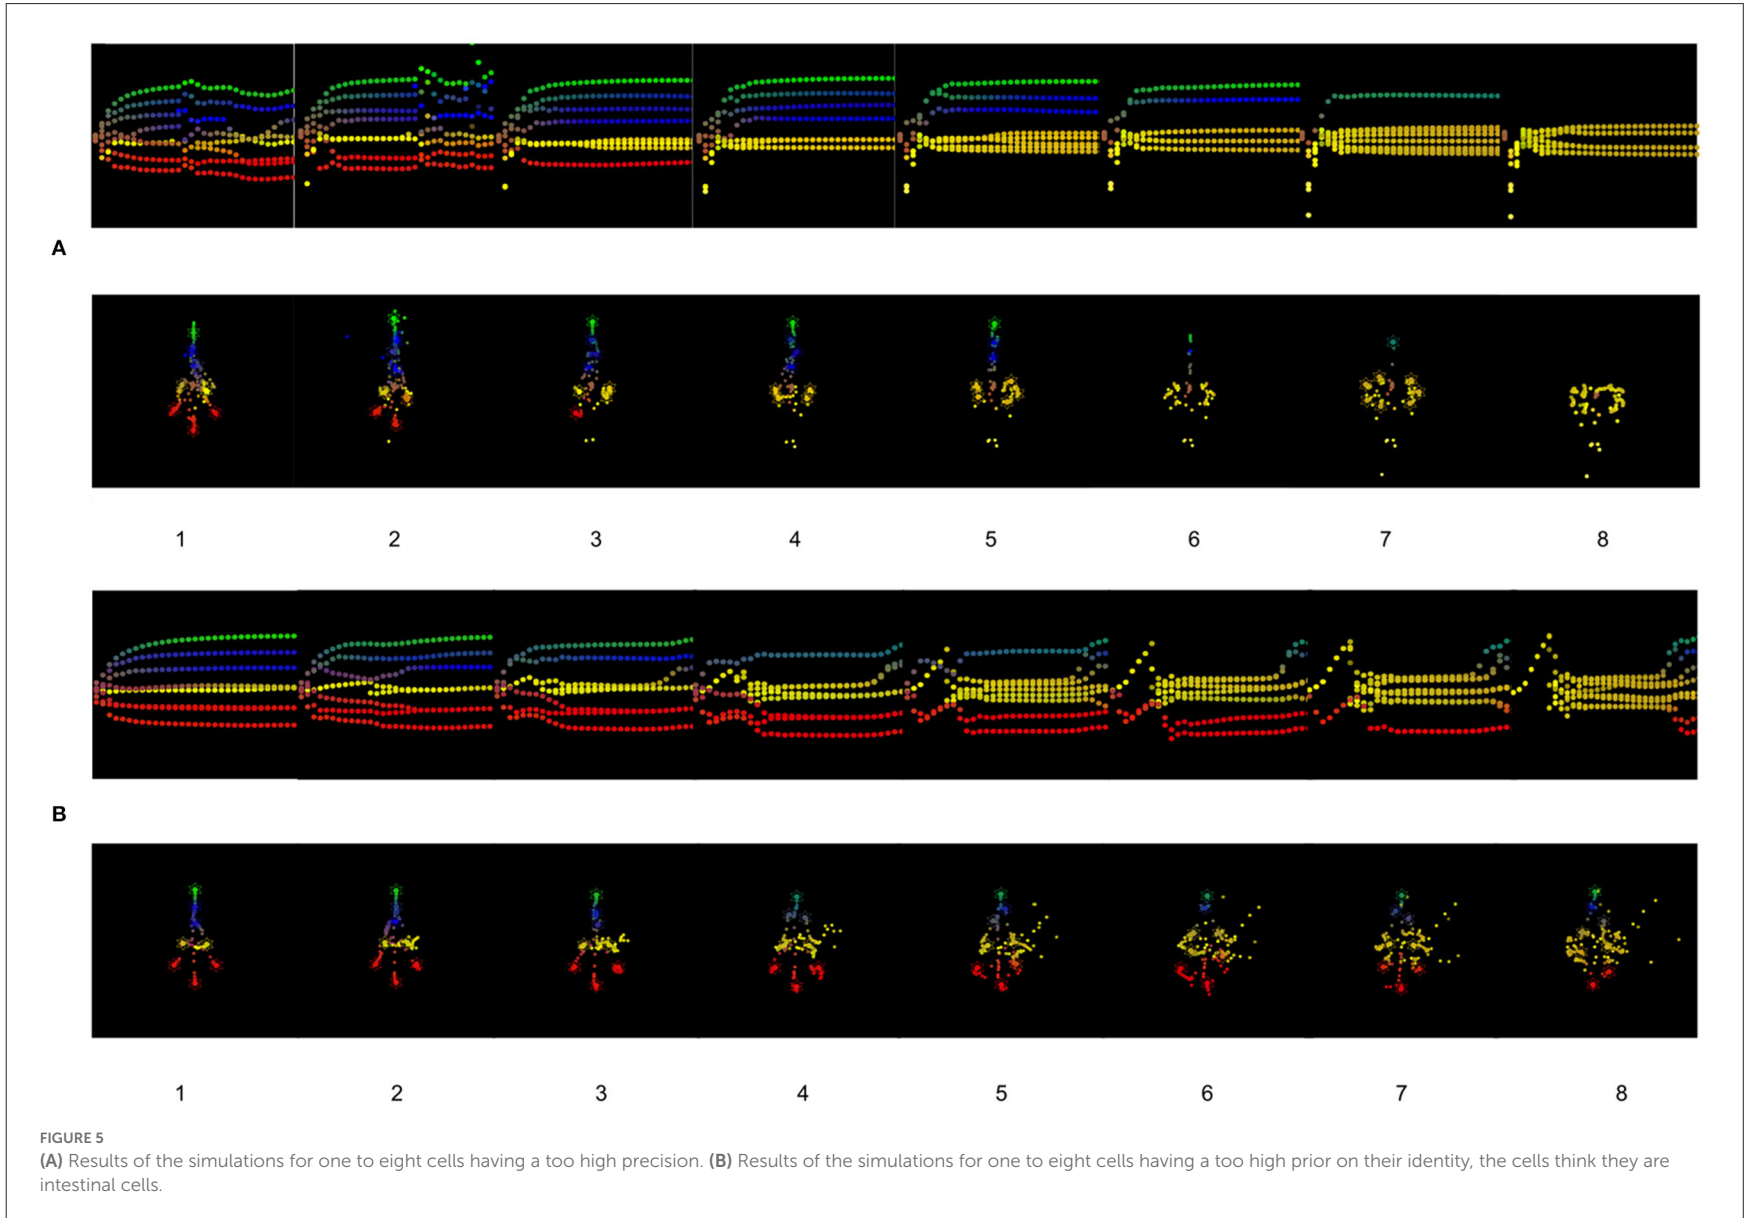 A
1 2 3 4 5 6 7 8
B
1 2 3 4 5 6 7 8
FIGURE 5
(A) Results of the simulations for one to eight cells having a too high precision. (B) Results of the simulations for one to eight cells having a too high prior on their identity, the cells think they are
intestinal cells.